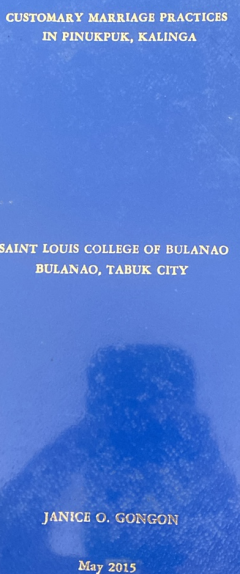 CUSTOMARY MARRIAGE PRACTICES
IN PINUKPUK, KALINGA
SAINT LOUIS COLLEGE OF BULANAO
BULANAO, TABUK CITY
JANICE O. GONGON
May 2015